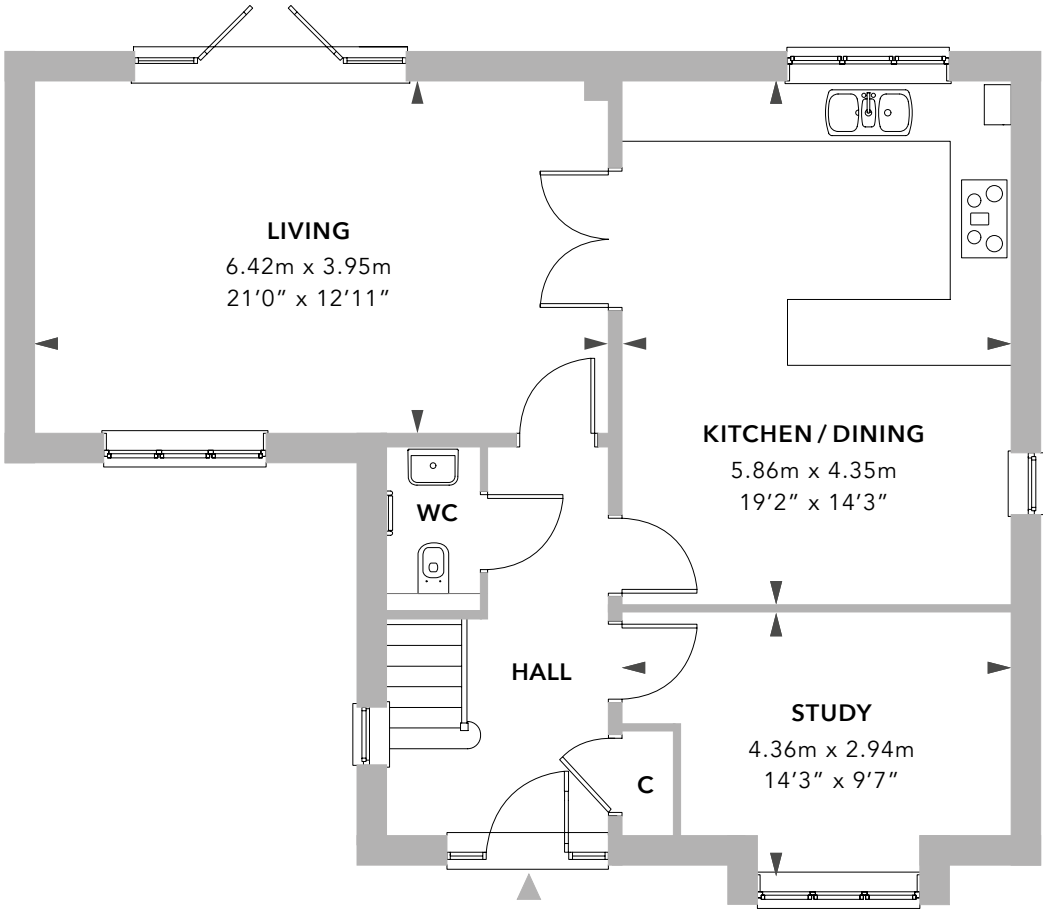 LIVING
6.42m x 3.95m
21’0” x 12’11”
KITCHEN / DINING
5.86m x 4.35m
19’2” x 14’3”
WC
HALL
STUDY
4.36m x 2.94m
14’3” x 9’7”
C